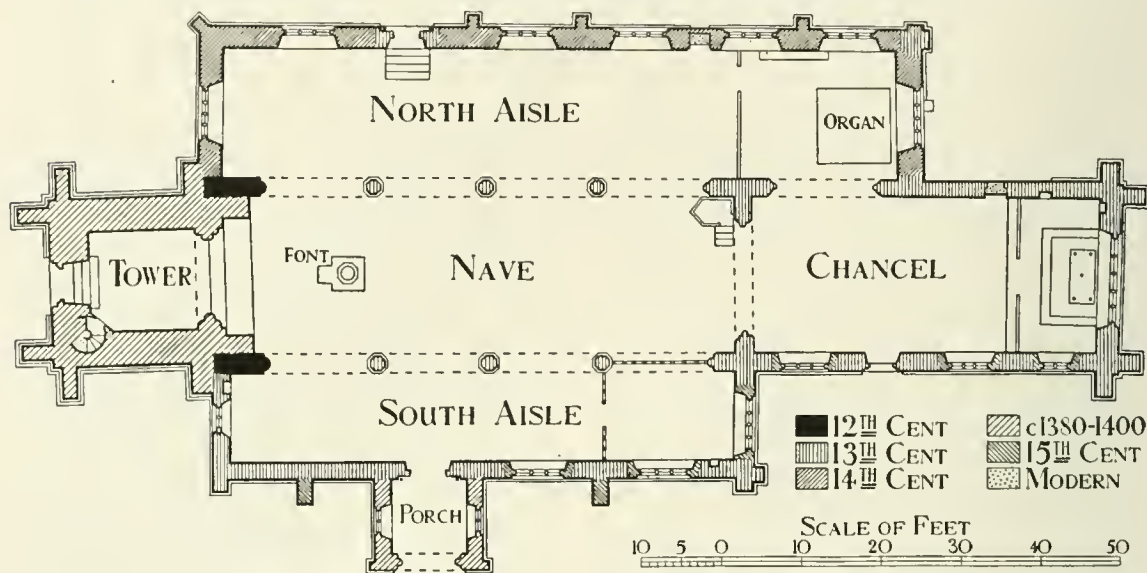 NORTH AISLE
ORGAN
TOWER
FONT
NAVE
CHANCEL
SOUTH AISLE
PORCH
12TH CENT
13TH CENT
14TH CENT
c1380-1400
15TH CENT
MODERN
SCALE OF FEET
10 5 0 10 20 30 40 50